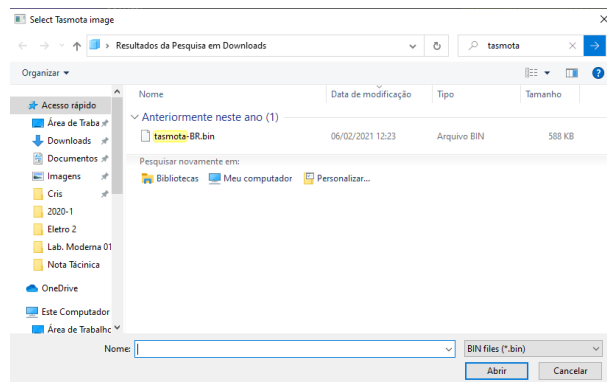 Select Tasmota image
Resultados da Pesquisa em Downloads
tasmota
Organizar
Nome
Data de modificação
Tipo
Tamanho
Acesso rápido
Área de Traba
Downloads
Documentos
Imagens
Cris
2020-1
Eletro 2
Lab. Moderna 01
Nota Tácinica
OneDrive
Este Computador
Área de Trabalhc
Anteriormente neste ano (1)
tasmota-BR.bin
06/02/2021 12:23
Arquivo BIN
588 KB
Pesquisar novamente em:
Bibliotecas
Meu computador
Personalizar...
Nome:
BIN files (*.bin)
Abrir
Cancelar